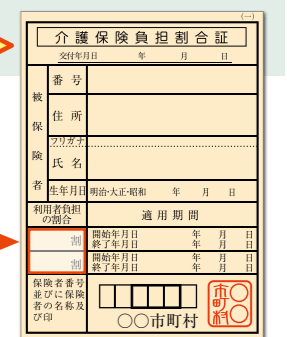 (一)
介護保険負担割合証
交付年月日 年 月 日
被保険者
番号
住所
フリガナ
氏名
生年月日 明治・大正・昭和 年 月 日
利用者負担の割合
適用期間
割 開始年月日 年 月 日
終了年月日 年 月 日
割 開始年月日 年 月 日
終了年月日 年 月 日
保険者番号
並びに保険
者の名称及
び印
〇〇市町村
市町村〇〇